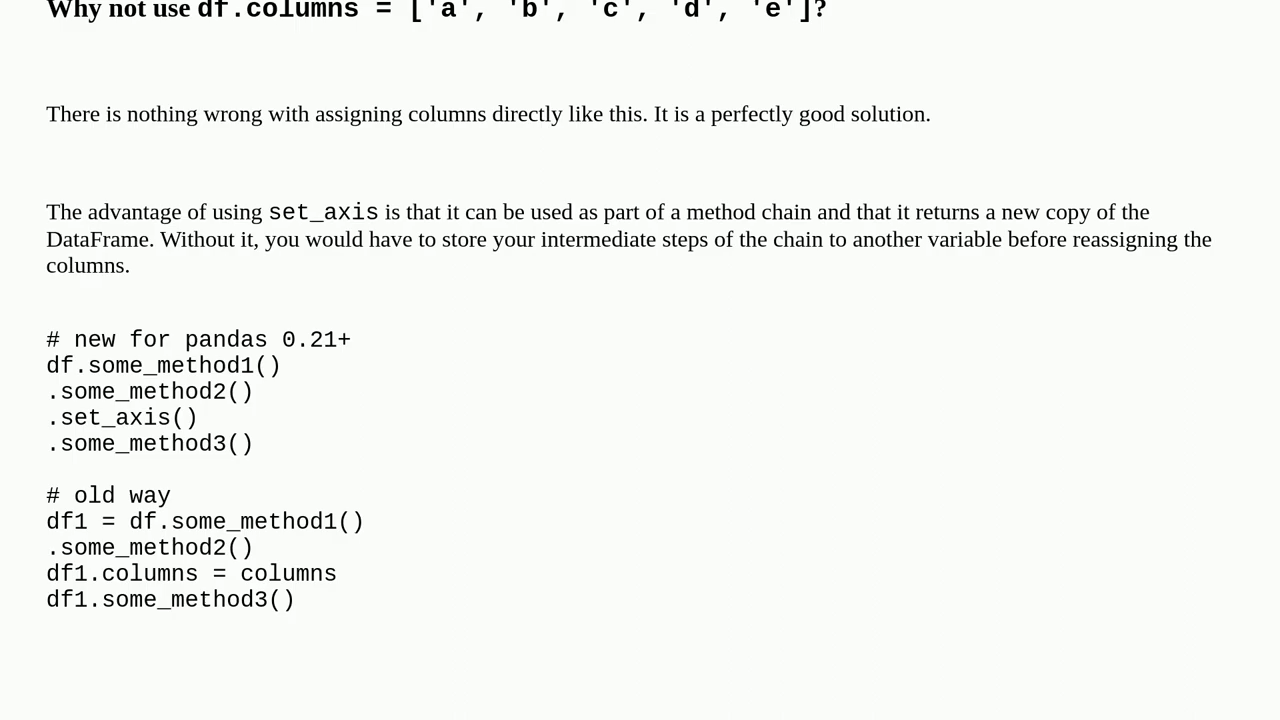 Why not use df.columns = ['a', 'b', 'c', 'd', 'e']?
There is nothing wrong with assigning columns directly like this. It is a perfectly good solution.
The advantage of using set_axis is that it can be used as part of a method chain and that it returns a new copy of the
DataFrame. Without it, you would have to store your intermediate steps of the chain to another variable before reassigning the
columns.
# new for pandas 0.21+
df.some_method1()
.some_method2()
.set_axis()
.some_method3()
# old way
df1 = df.some_method1()
.some_method2()
df1.columns = columns
df1.some_method3()